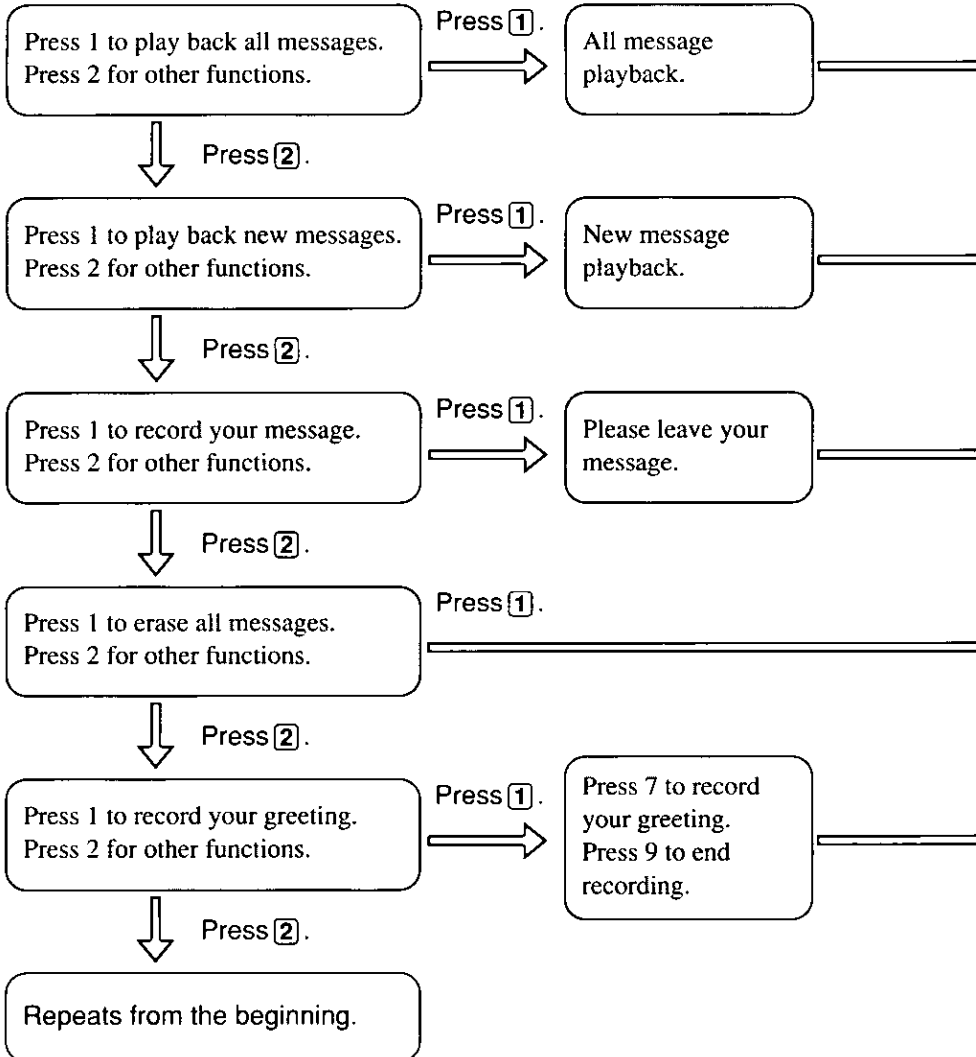 Press 1 to play back all messages.
Press 2 for other functions.
Press 1.
All message
playback.
Press 2.
Press 1 to play back new messages.
Press 2 for other functions.
Press 1.
New message
playback.
Press 2.
Press 1 to record your message.
Press 2 for other functions.
Press 1.
Please leave your
message.
Press 2.
Press 1 to erase all messages.
Press 2 for other functions.
Press 1.
Press 2.
Press 1 to record your greeting.
Press 2 for other functions.
Press 1.
Press 7 to record
your greeting.
Press 9 to end
recording.
Press 2.
Repeats from the beginning.